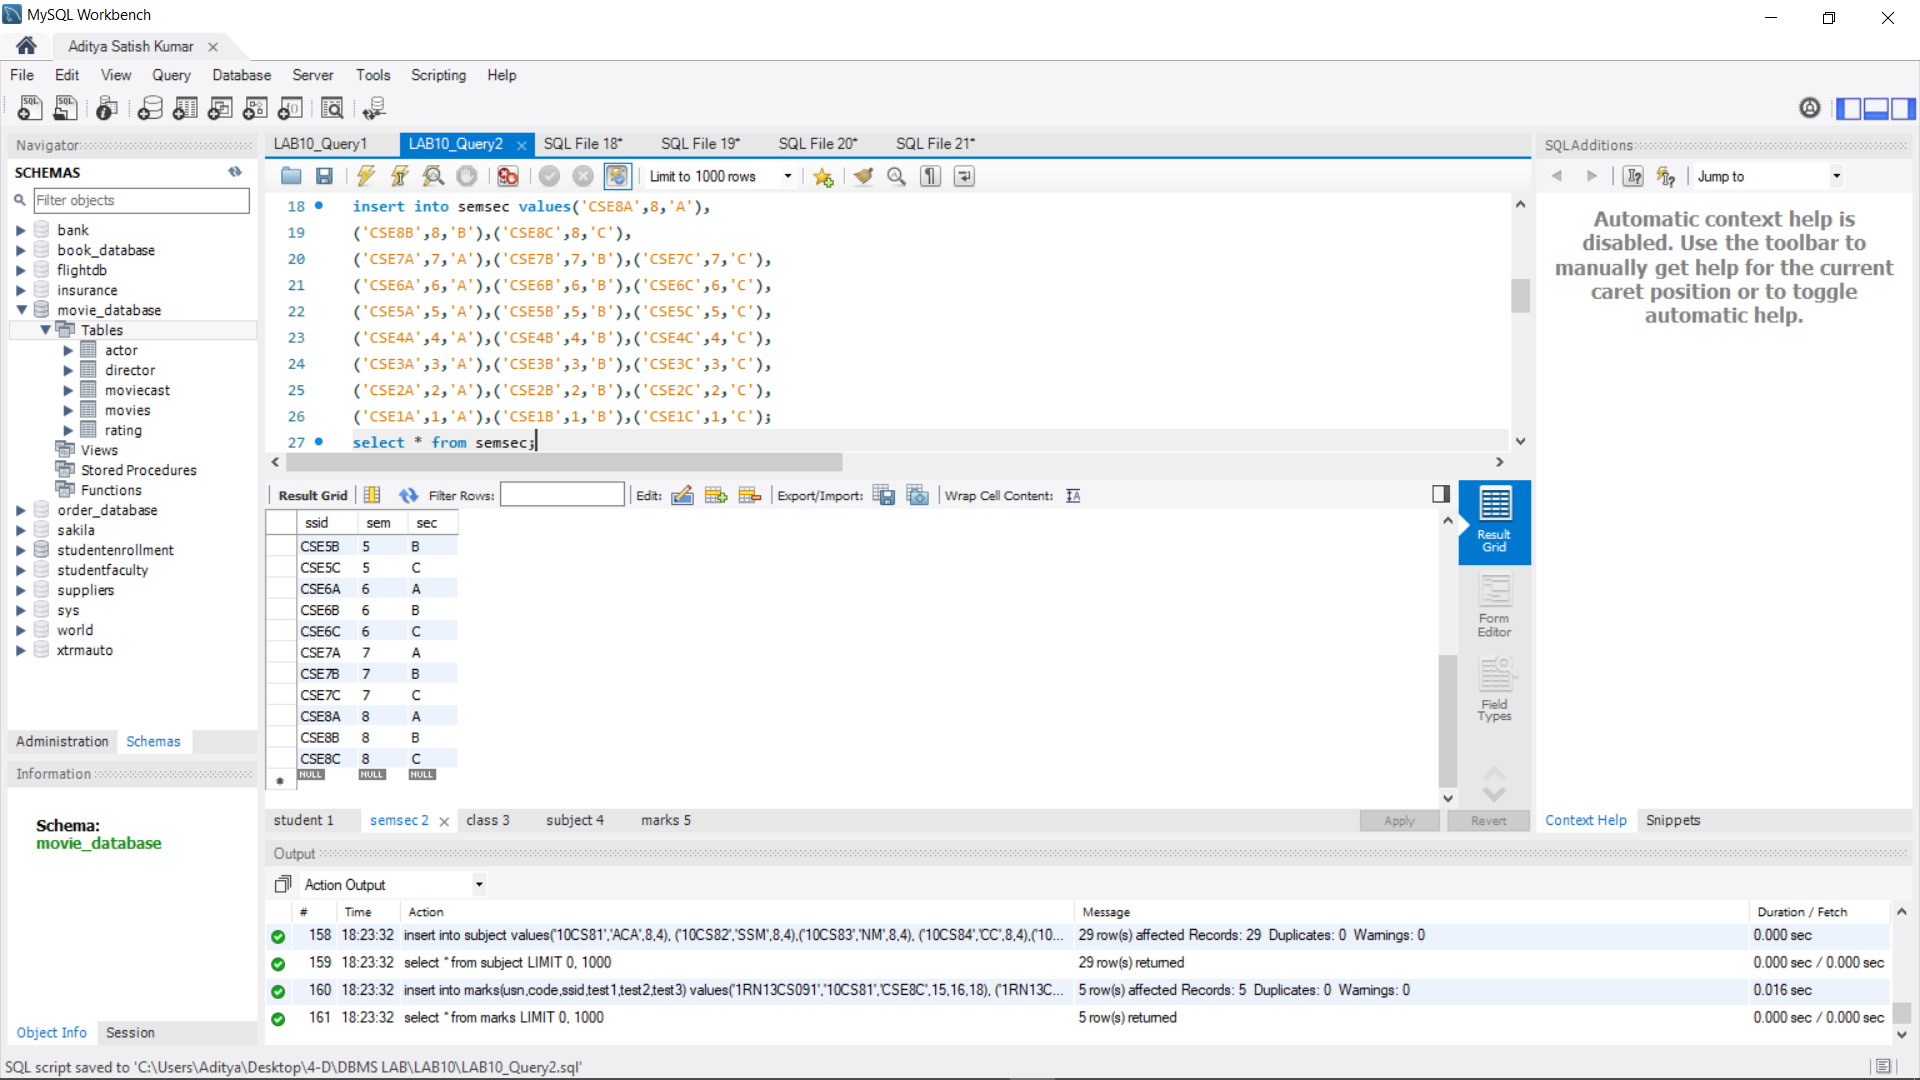 MySQL Workbench
Aditya Satish Kumar
File Edit View Query Database Server Tools Scripting Help
Navigator
SCHEMAS
Filter objects
bank
book_database
flightdb
insurance
movie_database
Tables
actor
director
moviecast
movies
rating
Views
Stored Procedures
Functions
order_database
sakila
studentenrollment
studentfaculty
suppliers
sys
world
xtrmauto
Administration Schemas
Information
Schema:
movie_database
Object Info Session
LAB10_Query1 LAB10_Query2 SQL File 18* SQL File 19* SQL File 20* SQL File 21*
Limit to 1000 rows
18 insert into semsec values('CSE8A',8,'A'),
19 ('CSE8B',8,'B'),('CSE8C',8,'C'),
20 ('CSE7A',7,'A'),('CSE7B',7,'B'),('CSE7C',7,'C'),
21 ('CSE6A',6,'A'),('CSE6B',6,'B'),('CSE6C',6,'C'),
22 ('CSE5A',5,'A'),('CSE5B',5,'B'),('CSE5C',5,'C'),
23 ('CSE4A',4,'A'),('CSE4B',4,'B'),('CSE4C',4,'C'),
24 ('CSE3A',3,'A'),('CSE3B',3,'B'),('CSE3C',3,'C'),
25 ('CSE2A',2,'A'),('CSE2B',2,'B'),('CSE2C',2,'C'),
26 ('CSE1A',1,'A'),('CSE1B',1,'B'),('CSE1C',1,'C');
27 select * from semsec;
Result Grid Filter Rows: Edit: Export/Import: Wrap Cell Content:
ssid sem sec
CSE5B 5 B
CSE5C 5 C
CSE6A 6 A
CSE6B 6 B
CSE6C 6 C
CSE7A 7 A
CSE7B 7 B
CSE7C 7 C
CSE8A 8 A
CSE8B 8 B
CSE8C 8 C
NULL NULL NULL
Result
Grid
Form
Editor
Field
Types
student 1 semsec 2 class 3 subject 4 marks 5 Apply Revert
SQLAdditions
Jump to
Automatic context help is
disabled. Use the toolbar to
manually get help for the current
caret position or to toggle
automatic help.
Context Help Snippets
Output
Action Output
# Time Action Message Duration / Fetch
158 18:23:32 insert into subject values('10CS81','ACA',8,4), ('10CS82','SSM',8,4),('10CS83','NM',8,4), ('10CS84','CC',8,4),('10... 29 row(s) affected Records: 29 Duplicates: 0 Warnings: 0 0.000 sec
159 18:23:32 select * from subject LIMIT 0, 1000 29 row(s) returned 0.000 sec / 0.000 sec
160 18:23:32 insert into marks(usn,code,ssid,test1,test2,test3) values('1RN13CS091','10CS81','CSE8C',15,16,18), ('1RN13C... 5 row(s) affected Records: 5 Duplicates: 0 Warnings: 0 0.016 sec
161 18:23:32 select * from marks LIMIT 0, 1000 5 row(s) returned 0.000 sec / 0.000 sec
SQL script saved to 'C:\Users\Aditya\Desktop\4-D\DBMS LAB\LAB10\LAB10_Query2.sql'